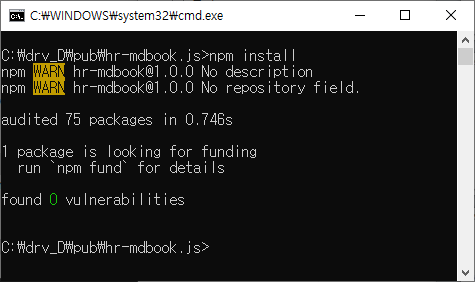 C:₩WINDOWS₩system32₩cmd.exe
C:₩drv_D₩pub₩hr-mdbook.js>npm install
npm WARN hr-mdbook@1.0.0 No description
npm WARN hr-mdbook@1.0.0 No repository field.
audited 75 packages in 0.746s
1 package is looking for funding
  run `npm fund` for details
found 0 vulnerabilities
C:₩drv_D₩pub₩hr-mdbook.js>